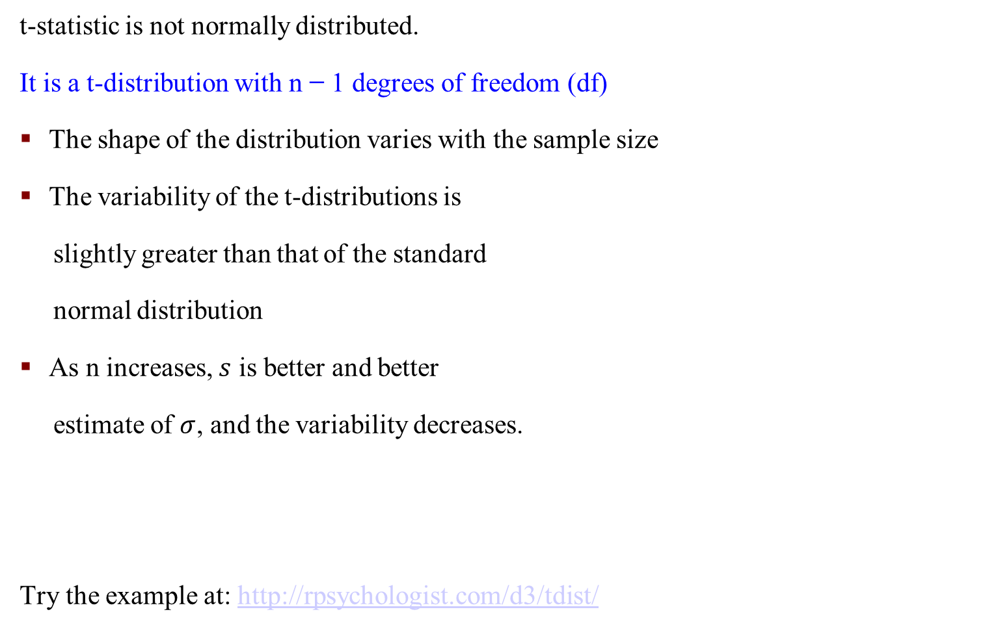 t-statistic is not normally distributed.
It is a t-distribution with n − 1 degrees of freedom (df)
▪ The shape of the distribution varies with the sample size
▪ The variability of the t-distributions is
slightly greater than that of the standard
normal distribution
▪ As n increases, 𝑠 is better and better
estimate of 𝜎, and the variability decreases.
Try the example at: http://rpsychologist.com/d3/tdist/